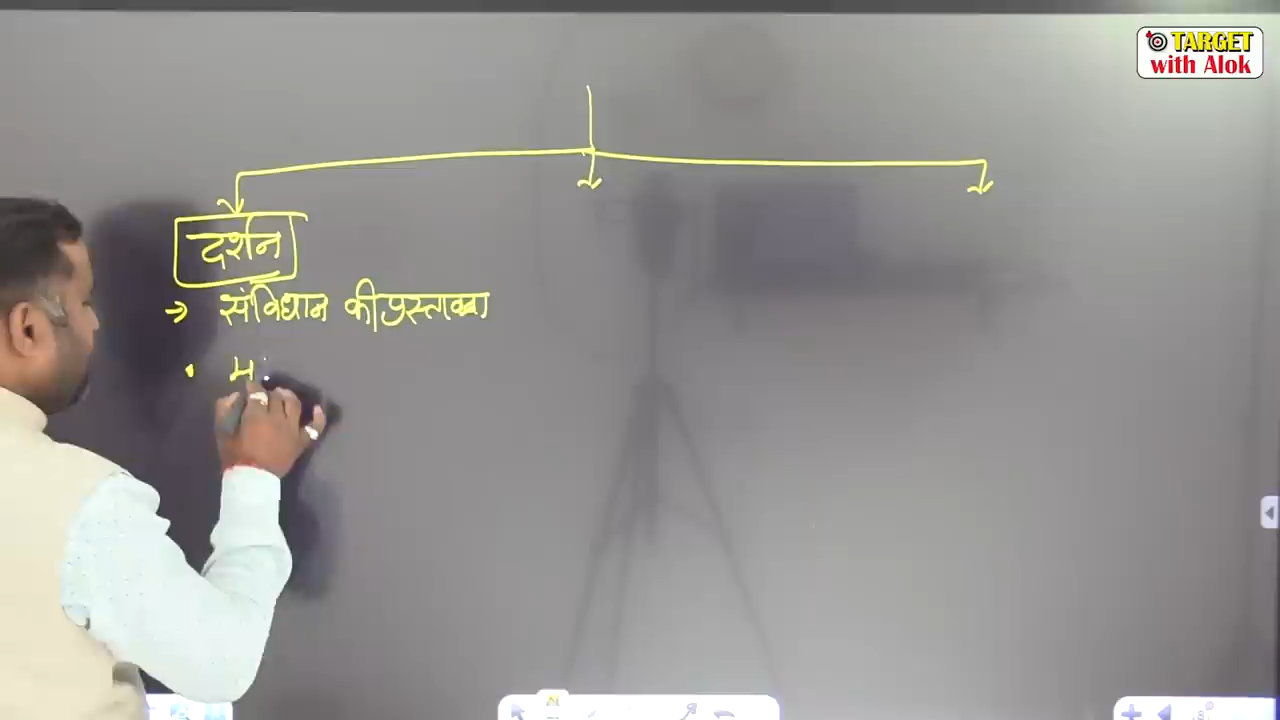 TARGET
with Alok
दर्शन
→ संविधान की प्रस्तावना
• म